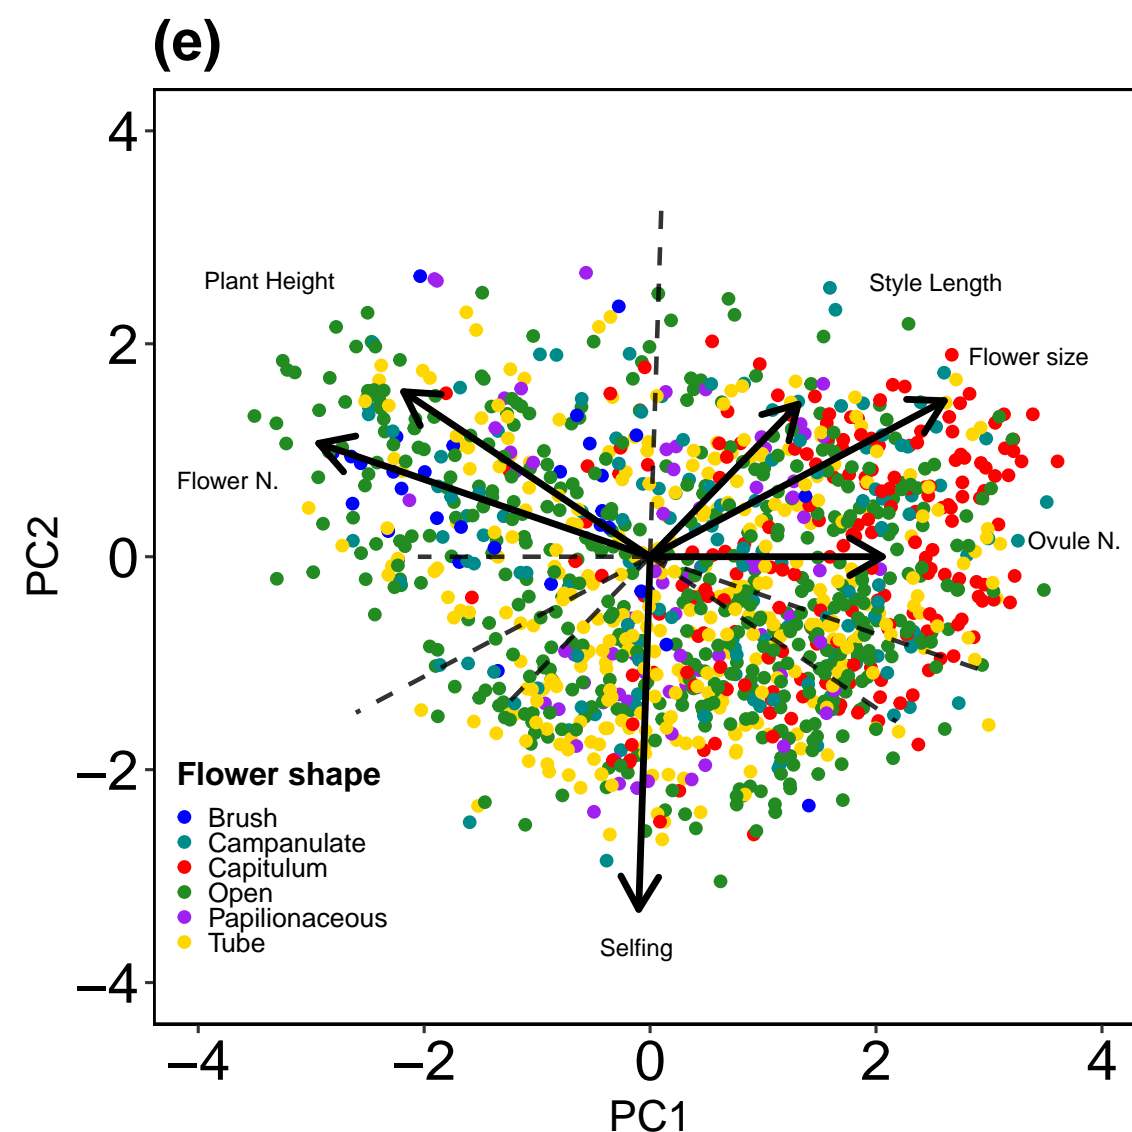 (e)
4
2
0
−2
−4
PC2
Plant Height
Style Length
Flower size
Flower N.
Ovule N.
Selfing
Flower shape
Brush
Campanulate
Capitulum
Open
Papilionaceous
Tube
−4 −2 0 2 4
PC1